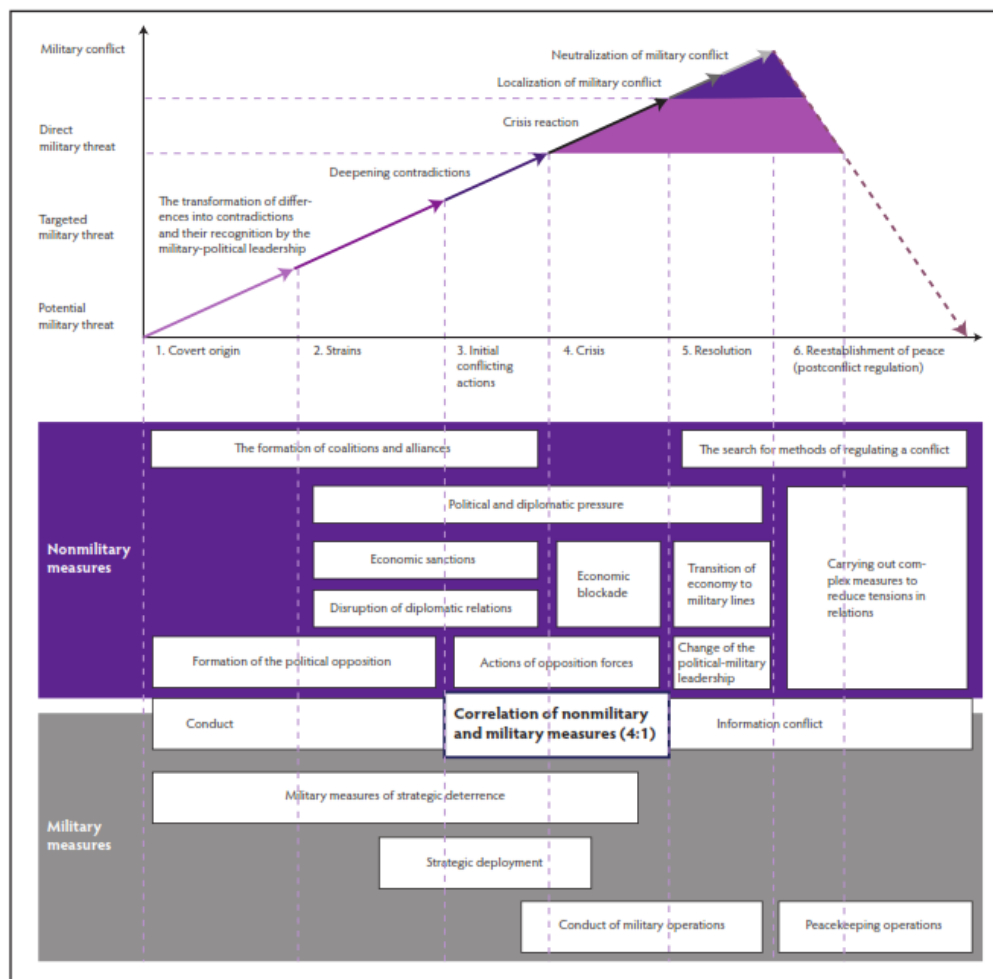 Military conflict
Neutralization of military conflict
Localization of military conflict
Crisis reaction
Direct
military threat
Deepening contradictions
The transformation of differ-
ences into contradictions
and their recognition by the
military-political leadership
Targeted
military threat
Potential
military threat
1. Covert origin
2. Strains
3. Initial
conflicting
actions
4. Crisis
5. Resolution
6. Reestablishment of peace
(postconflict regulation)
Nonmilitary
measures
The formation of coalitions and alliances
The search for methods of regulating a conflict
Political and diplomatic pressure
Economic sanctions
Disruption of diplomatic relations
Economic
blockade
Transition of
economy to
military lines
Carrying out com-
plex measures to
reduce tensions in
relations
Formation of the political opposition
Actions of opposition forces
Change of the
political-military
leadership
Conduct
Correlation of nonmilitary
and military measures (4:1)
Information conflict
Military
measures
Military measures of strategic deterrence
Strategic deployment
Conduct of military operations
Peacekeeping operations